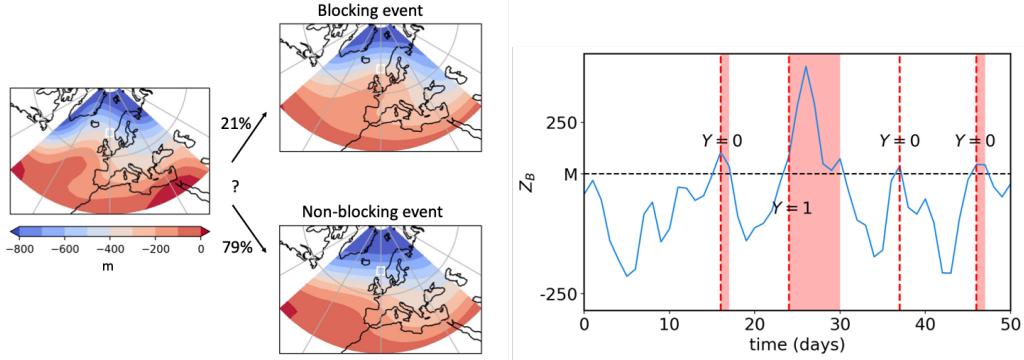 Blocking event
21%
?
79%
Non-blocking event
−800 −600 −400 −200 0
m
250
M
-250
Z_B
Y = 0
Y = 1
Y = 0
Y = 0
0 10 20 30 40 50
time (days)